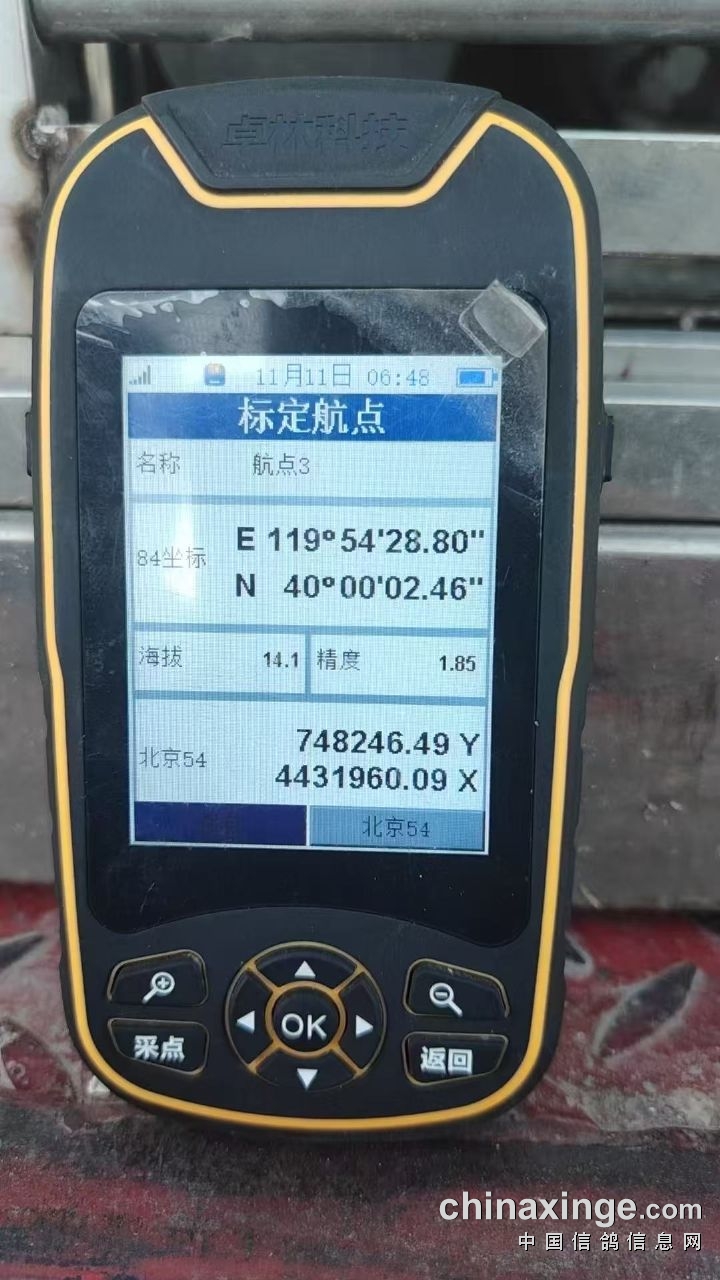 卓林科技
11月11日 06:48
标定航点
名称 航点3
84坐标
E 119°54'28.80"
N 40°00'02.46"
海拔 14.1 精度 1.85
北京54
748246.49 Y
4431960.09 X
北京54
采点 OK 返回
chinaxinge.com
中国信鸽信息网